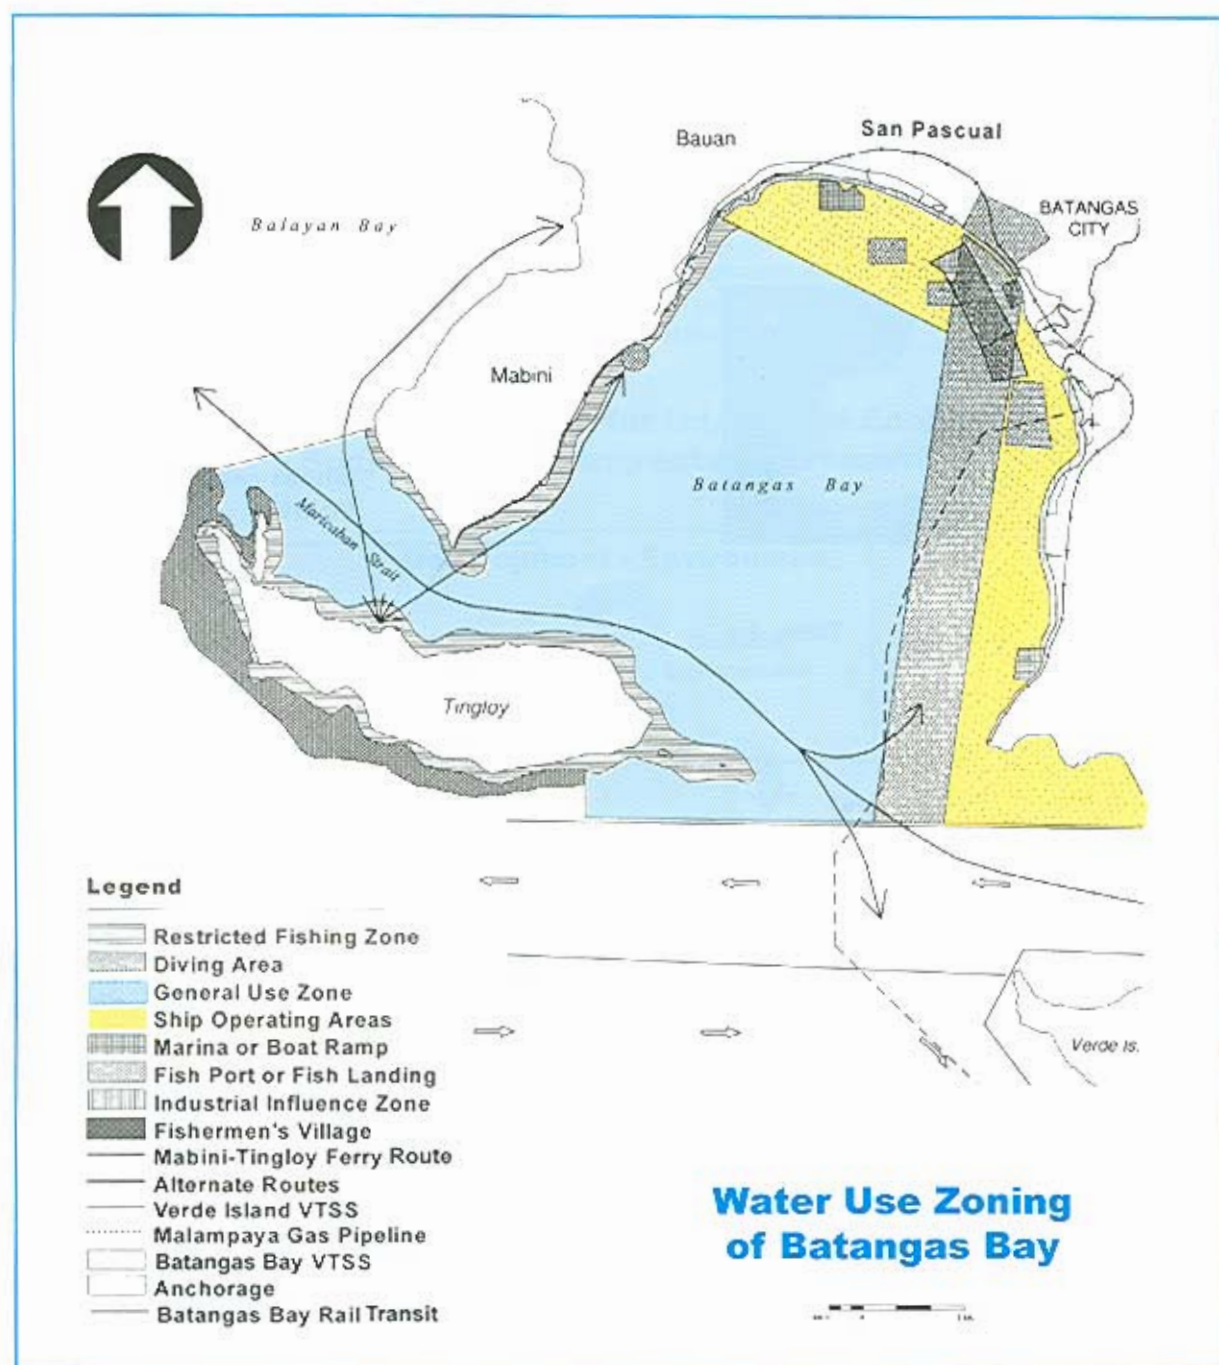 San Pascual
Bauan
BATANGAS
CITY
Balayan Bay
Mabini
Batangas Bay
Maricaban Strait
Tingloy
Verde Is.
Legend
Restricted Fishing Zone
Diving Area
General Use Zone
Ship Operating Areas
Marina or Boat Ramp
Fish Port or Fish Landing
Industrial Influence Zone
Fishermen's Village
Mabini-Tingloy Ferry Route
Alternate Routes
Verde Island VTSS
Malampaya Gas Pipeline
Batangas Bay VTSS
Anchorage
Batangas Bay Rail Transit
Water Use Zoning
of Batangas Bay